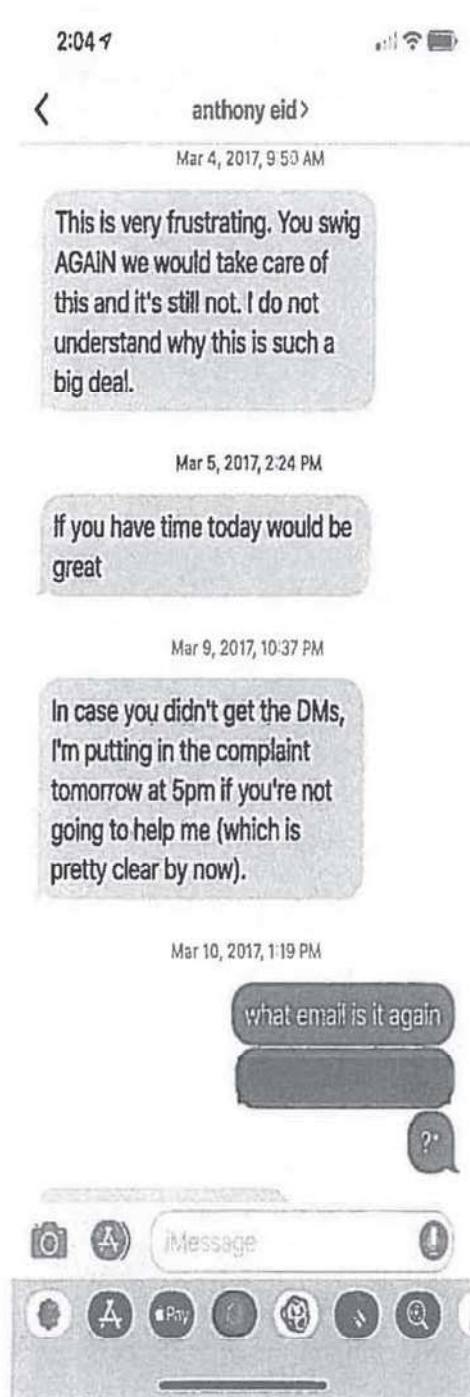 2:04
anthony eid >
Mar 4, 2017, 9:50 AM
This is very frustrating. You swig
AGAIN we would take care of
this and it's still not. I do not
understand why this is such a
big deal.
Mar 5, 2017, 2:24 PM
If you have time today would be
great
Mar 9, 2017, 10:37 PM
In case you didn't get the DMs,
I'm putting in the complaint
tomorrow at 5pm if you're not
going to help me (which is
pretty clear by now).
Mar 10, 2017, 1:19 PM
what email is it again
?*
iMessage
Pay